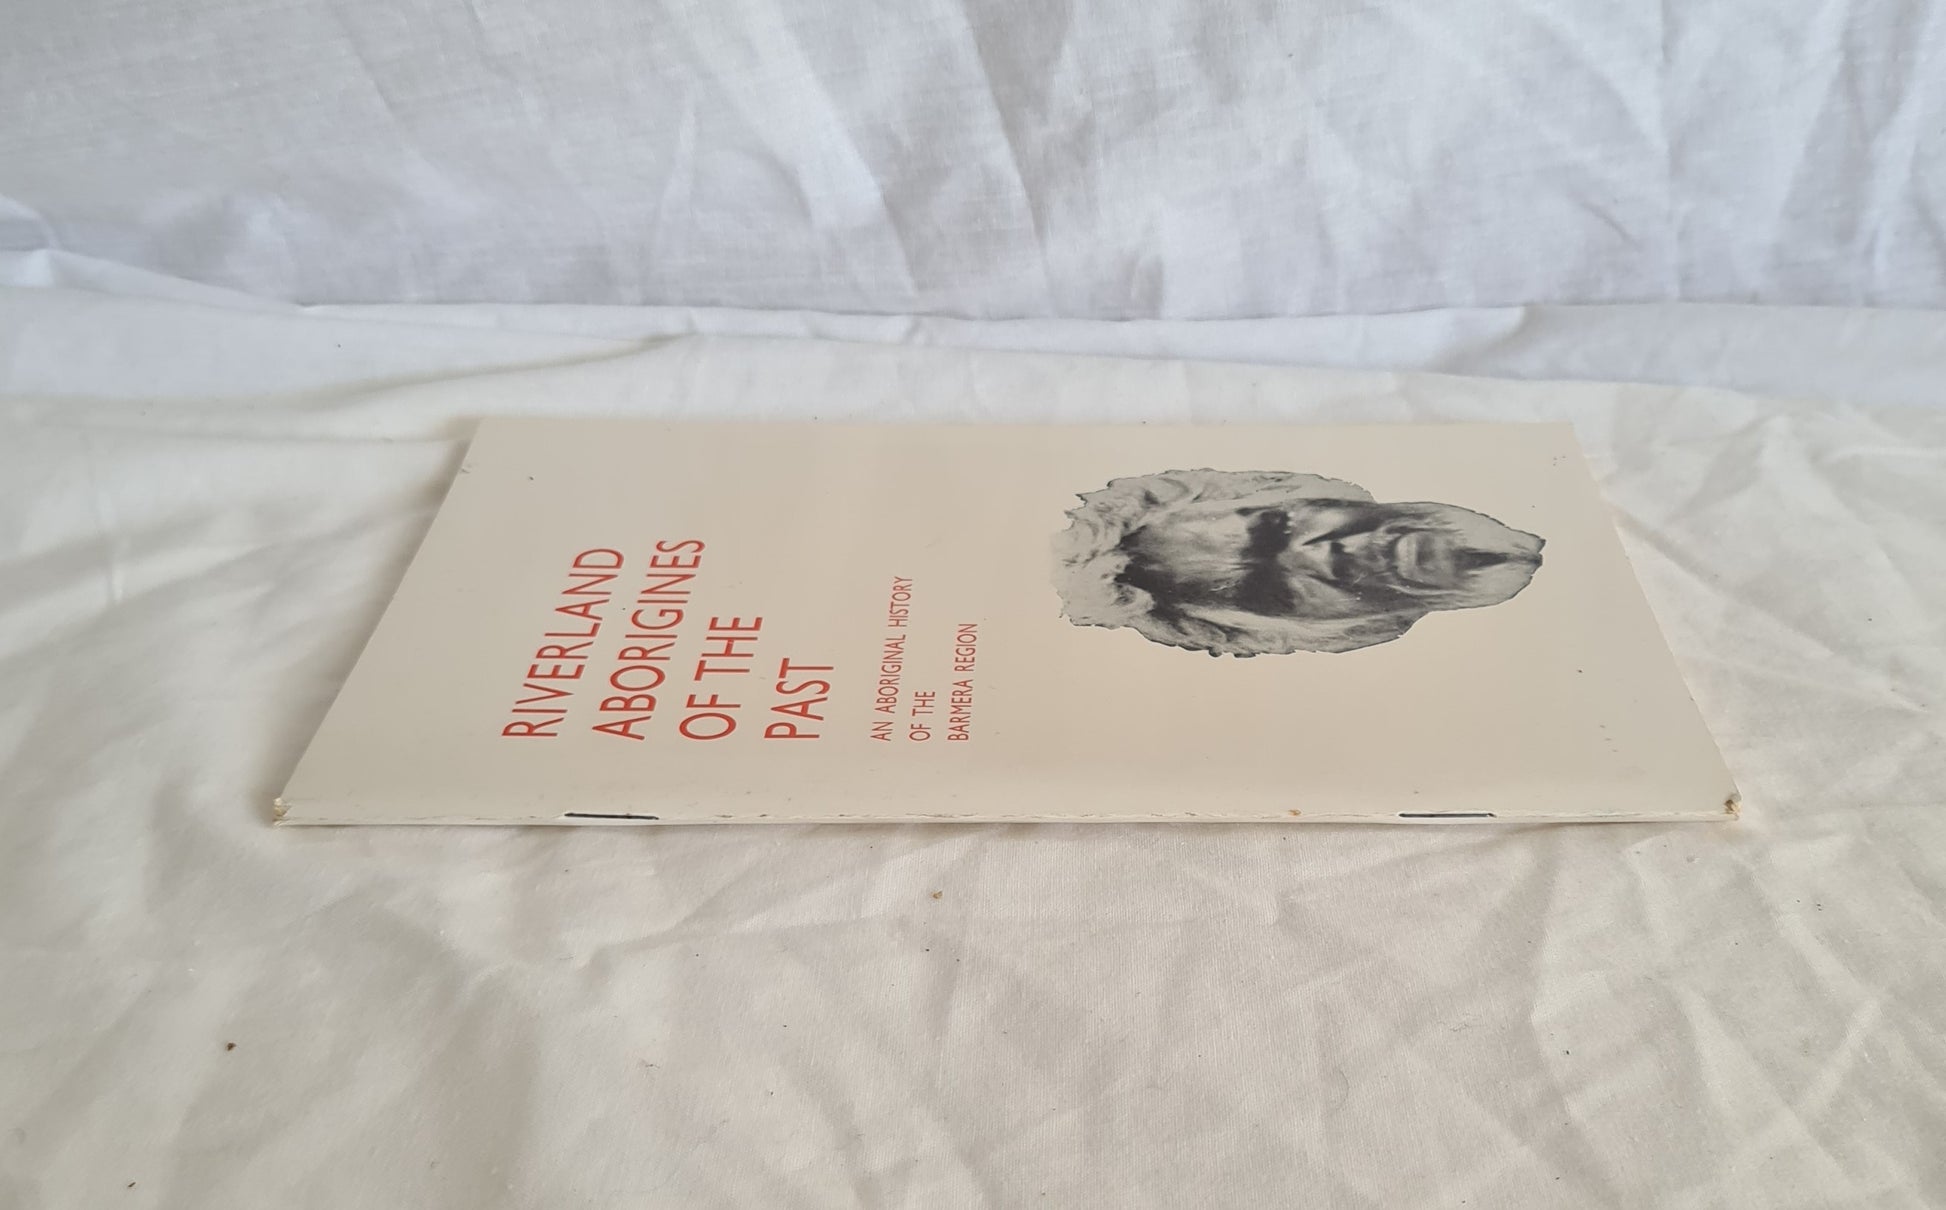 RIVERLAND
ABORIGINES
OF THE
PAST
AN ABORIGINAL HISTORY
OF THE
BARMERA REGION